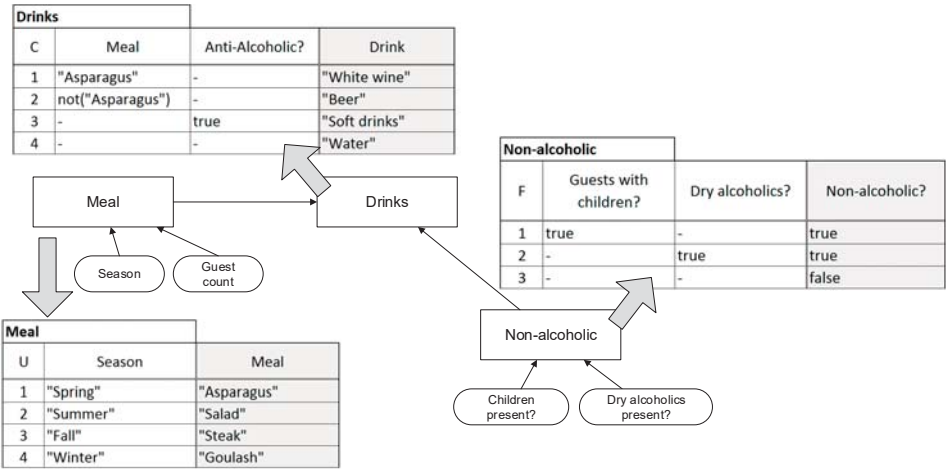 Drinks
C Meal Anti-Alcoholic? Drink
1 "Asparagus" - "White wine"
2 not("Asparagus") - "Beer"
3 - true "Soft drinks"
4 - - "Water"
Non-alcoholic
F Guests with children? Dry alcoholics? Non-alcoholic?
1 true - true
2 - true true
3 - - false
Meal
Drinks
Season
Guest
count
Non-alcoholic
Children
present?
Dry alcoholics
present?
Meal
U Season Meal
1 "Spring" "Asparagus"
2 "Summer" "Salad"
3 "Fall" "Steak"
4 "Winter" "Goulash"